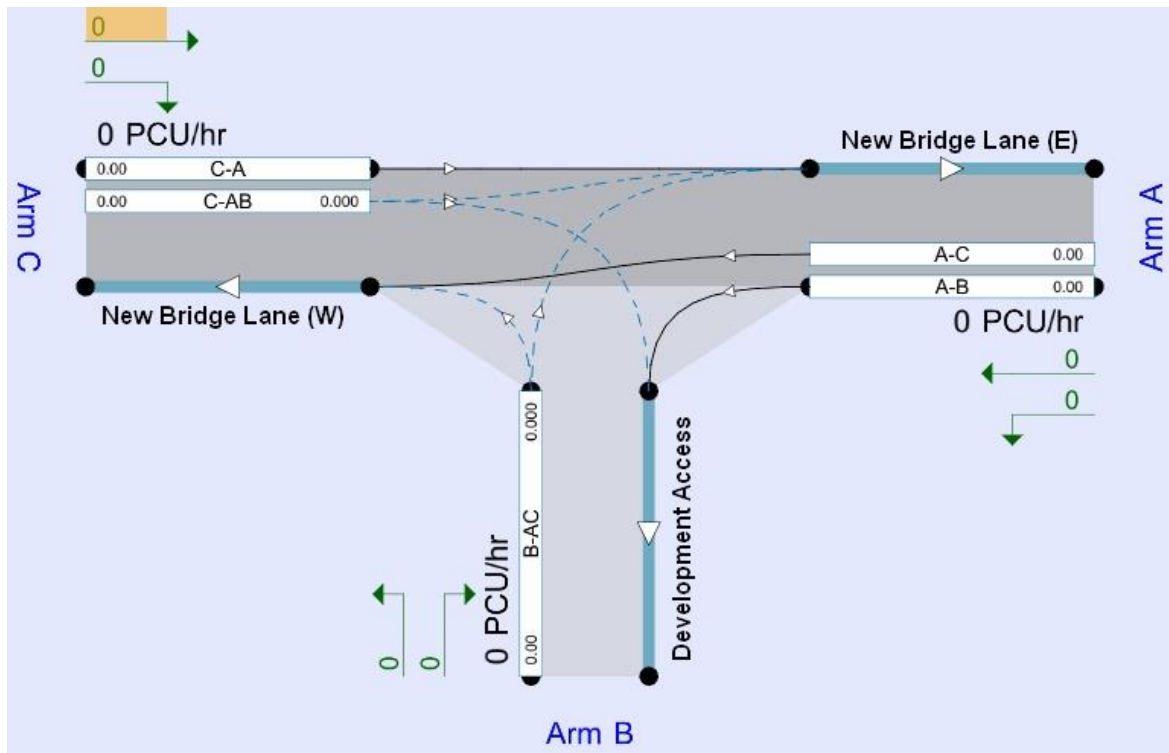 0
0
0 PCU/hr
0.00 C-A
0.00 C-AB 0.000
New Bridge Lane (E)
Arm C
Arm A
A-C 0.00
A-B 0.00
New Bridge Lane (W)
0 PCU/hr
0
0
0.000
B-AC
0.00
0 PCU/hr
Development Access
0
0
Arm B